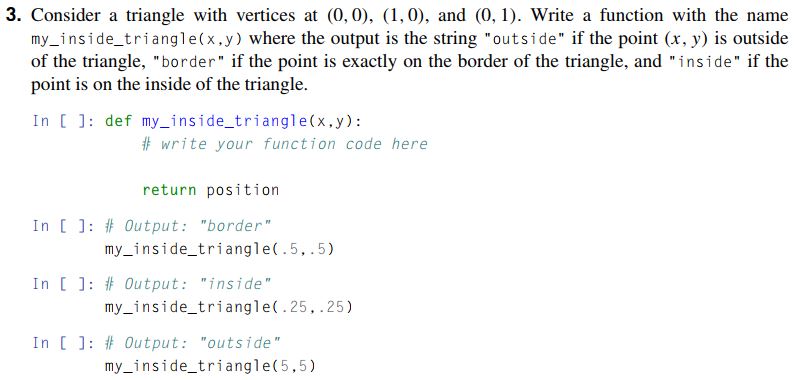 3. Consider a triangle with vertices at (0, 0), (1, 0), and (0, 1). Write a function with the name
my_inside_triangle(x,y) where the output is the string "outside" if the point (x, y) is outside
of the triangle, "border" if the point is exactly on the border of the triangle, and "inside" if the
point is on the inside of the triangle.
In [ ]: def my_inside_triangle(x,y):
# write your function code here
return position
In [ ]: # Output: "border"
my_inside_triangle(.5,.5)
In [ ]: # Output: "inside"
my_inside_triangle(.25,.25)
In [ ]: # Output: "outside"
my_inside_triangle(5,5)